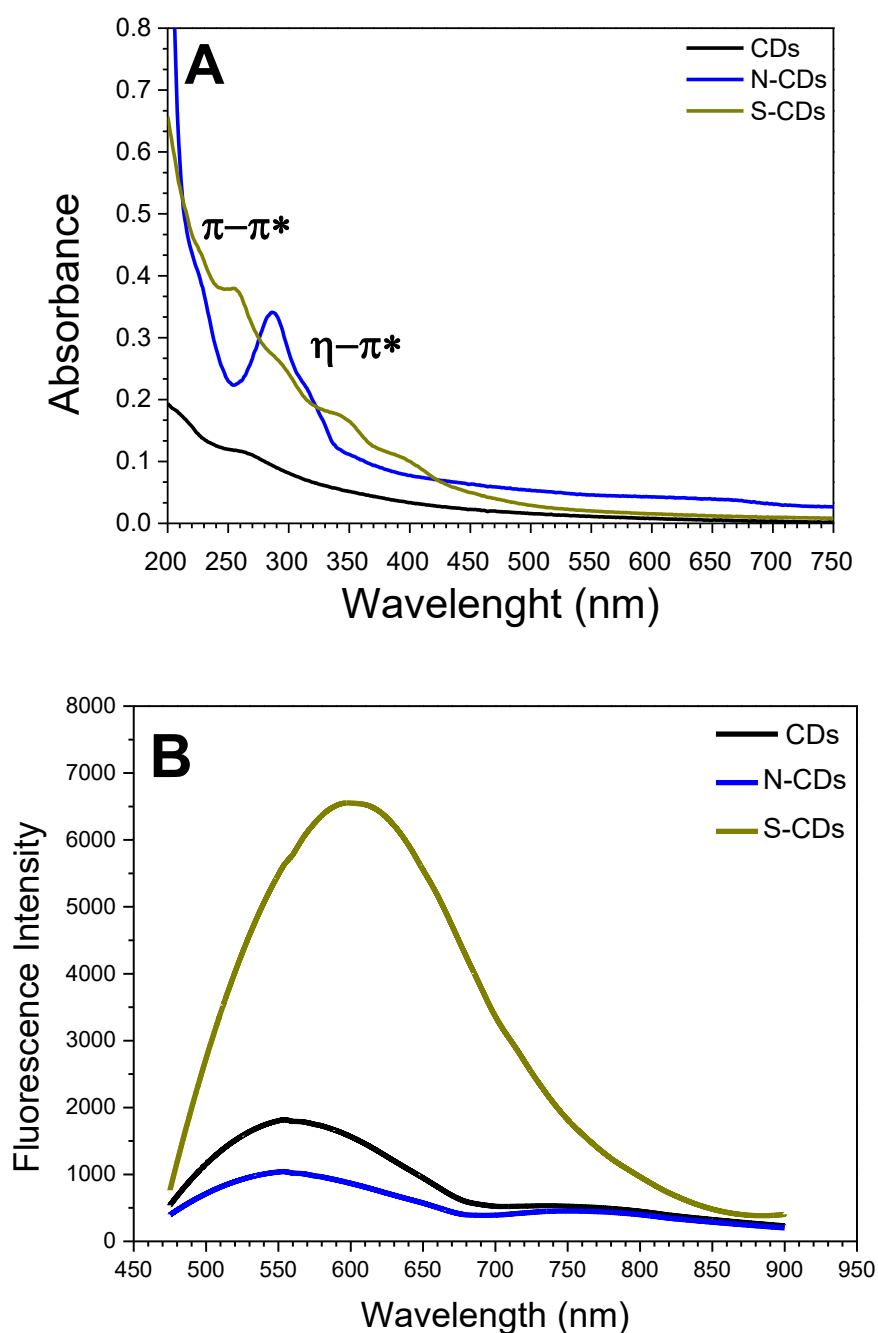 A
CDs
N-CDs
S-CDs
π–π*
η–π*
0.8
0.7
0.6
0.5
0.4
0.3
0.2
0.1
0.0
Absorbance
200 250 300 350 400 450 500 550 600 650 700 750
Wavelenght (nm)
B
CDs
N-CDs
S-CDs
8000
7000
6000
5000
4000
3000
2000
1000
0
Fluorescence Intensity
450 500 550 600 650 700 750 800 850 900 950
Wavelength (nm)